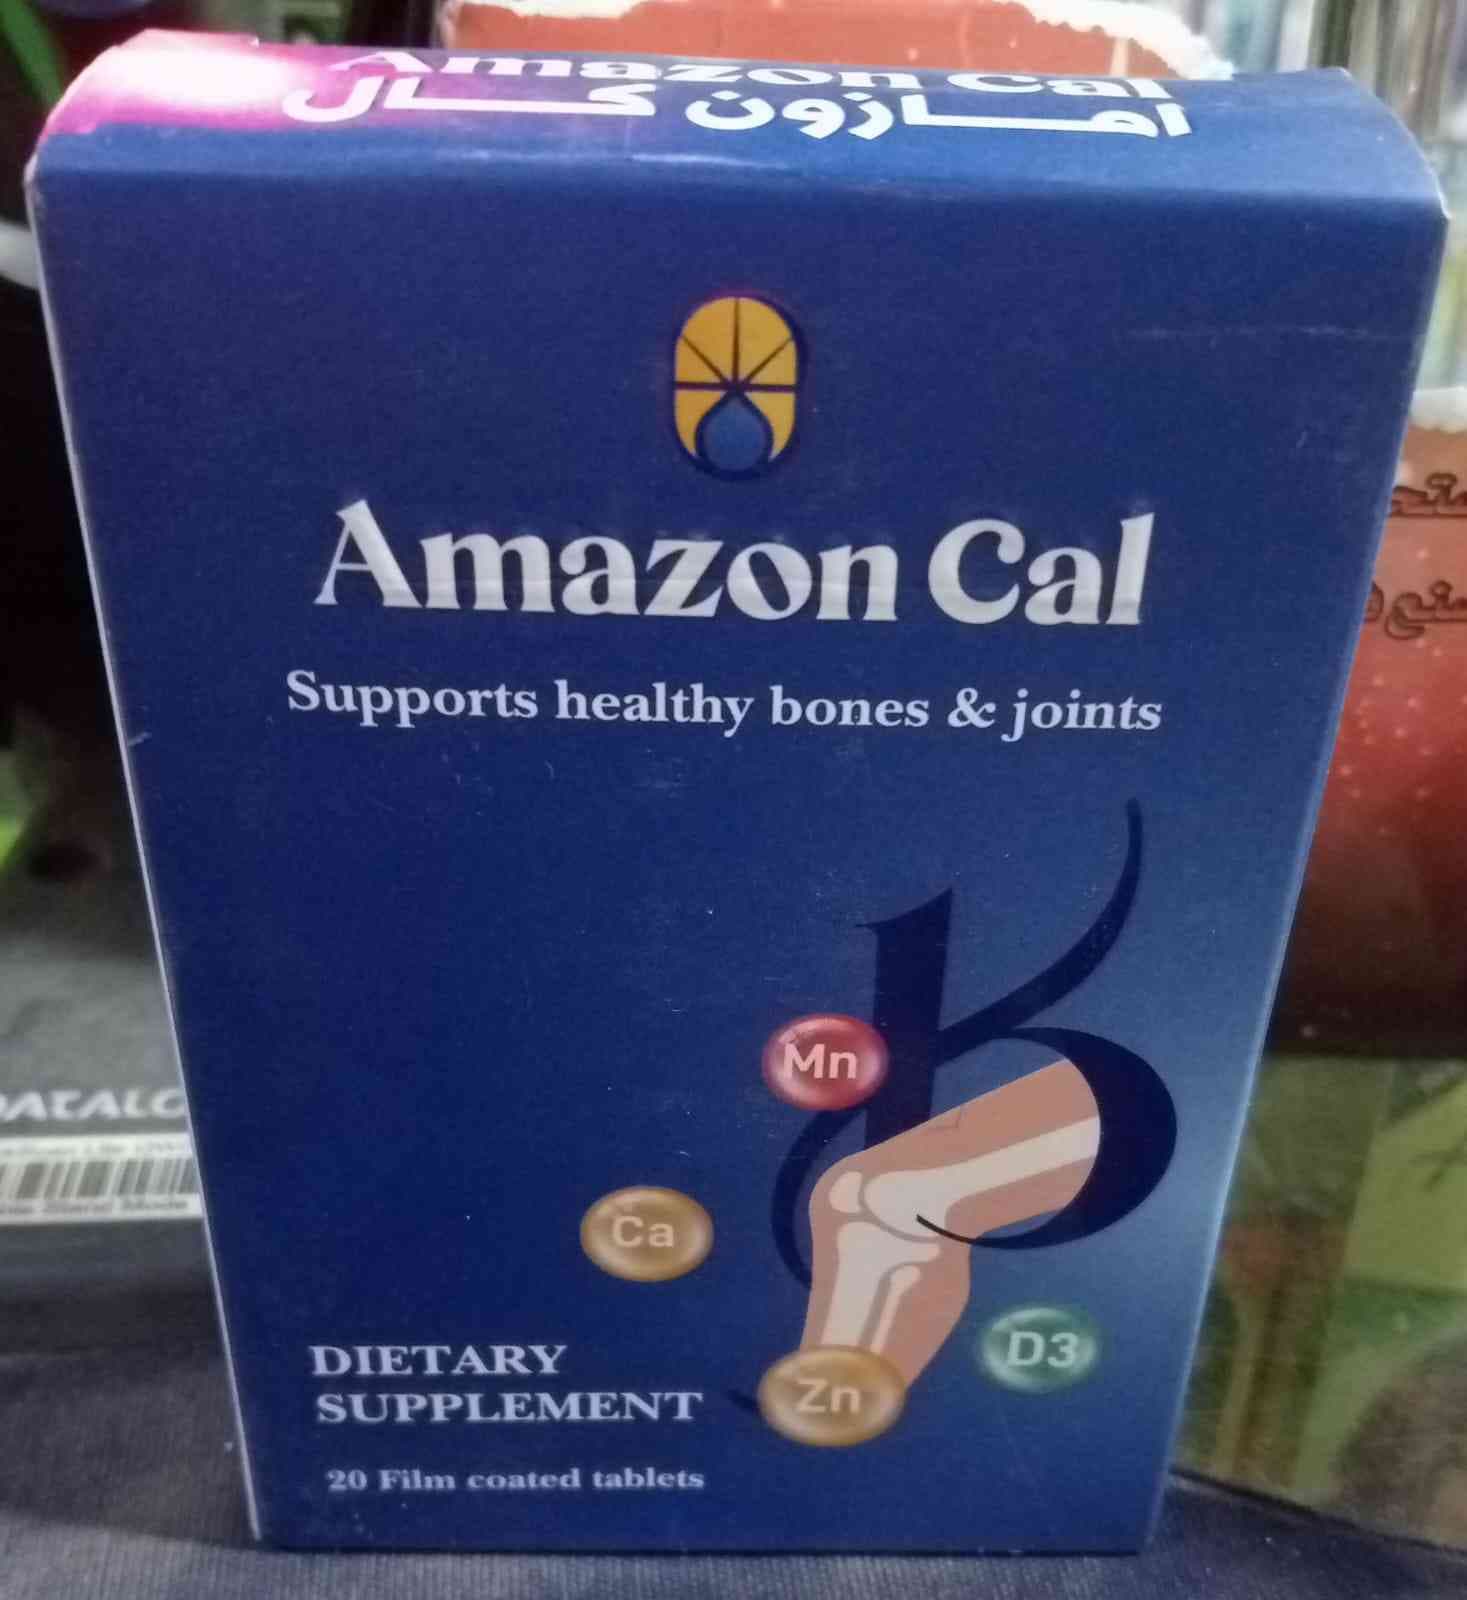 Amazon Cal
امازون كال
Amazon Cal
Supports healthy bones & joints
Mn
Ca
D3
Zn
DIETARY
SUPPLEMENT
20 Film coated tablets